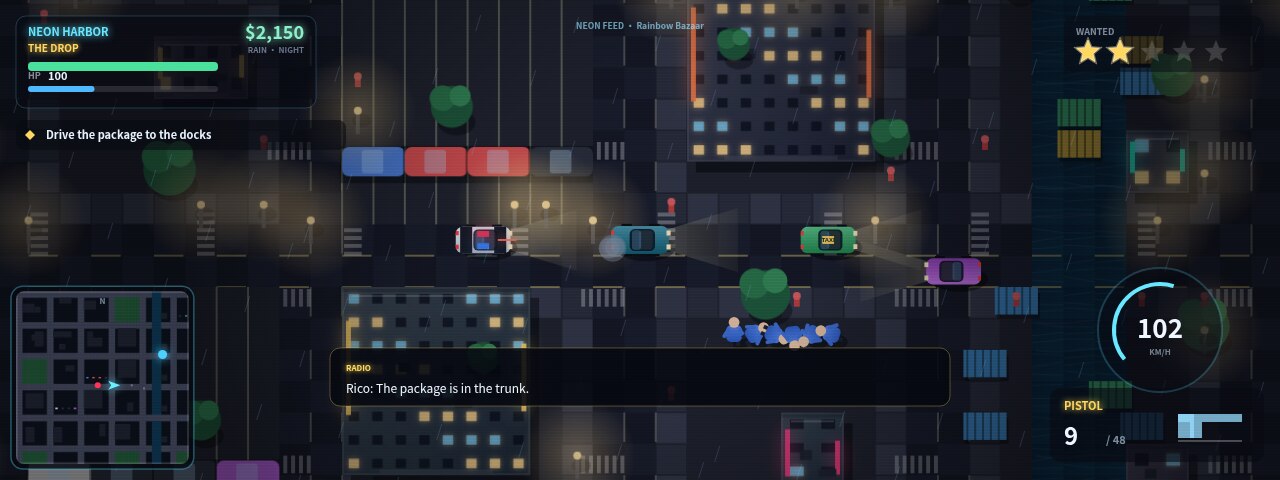 NEON HARBOR
$2,150
THE DROP
RAIN • NIGHT
HP 100
Drive the package to the docks
NEON FEED • Rainbow Bazaar
WANTED
TAXI
N
102
KM/H
RADIO
Rico: The package is in the trunk.
PISTOL
9 / 48